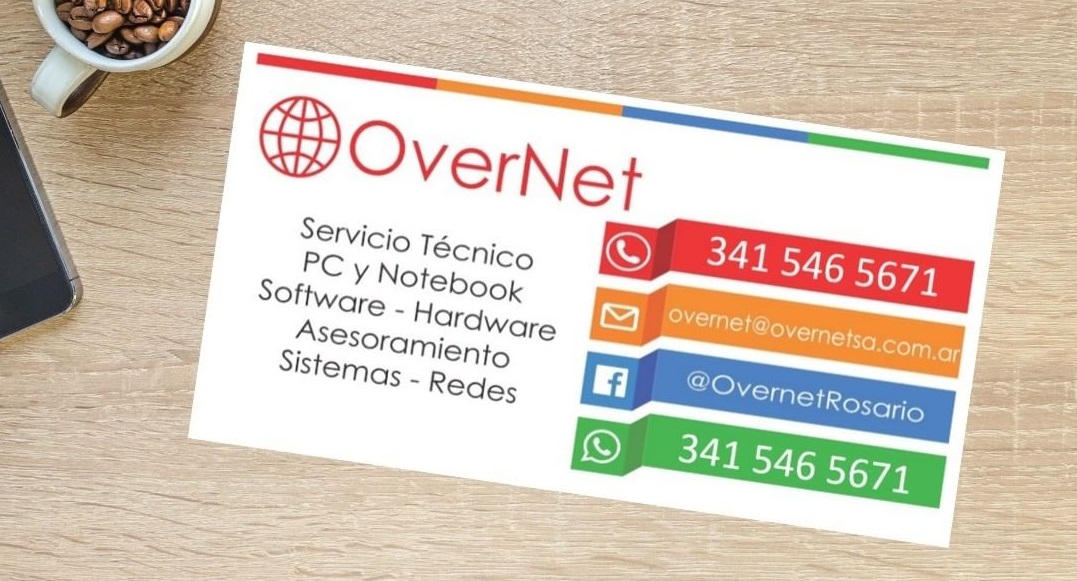 OverNet
Servicio Técnico
PC y Notebook
Software - Hardware
Asesoramiento
Sistemas - Redes
341 546 5671
overnet@overnetsa.com.ar
@OvernetRosario
341 546 5671